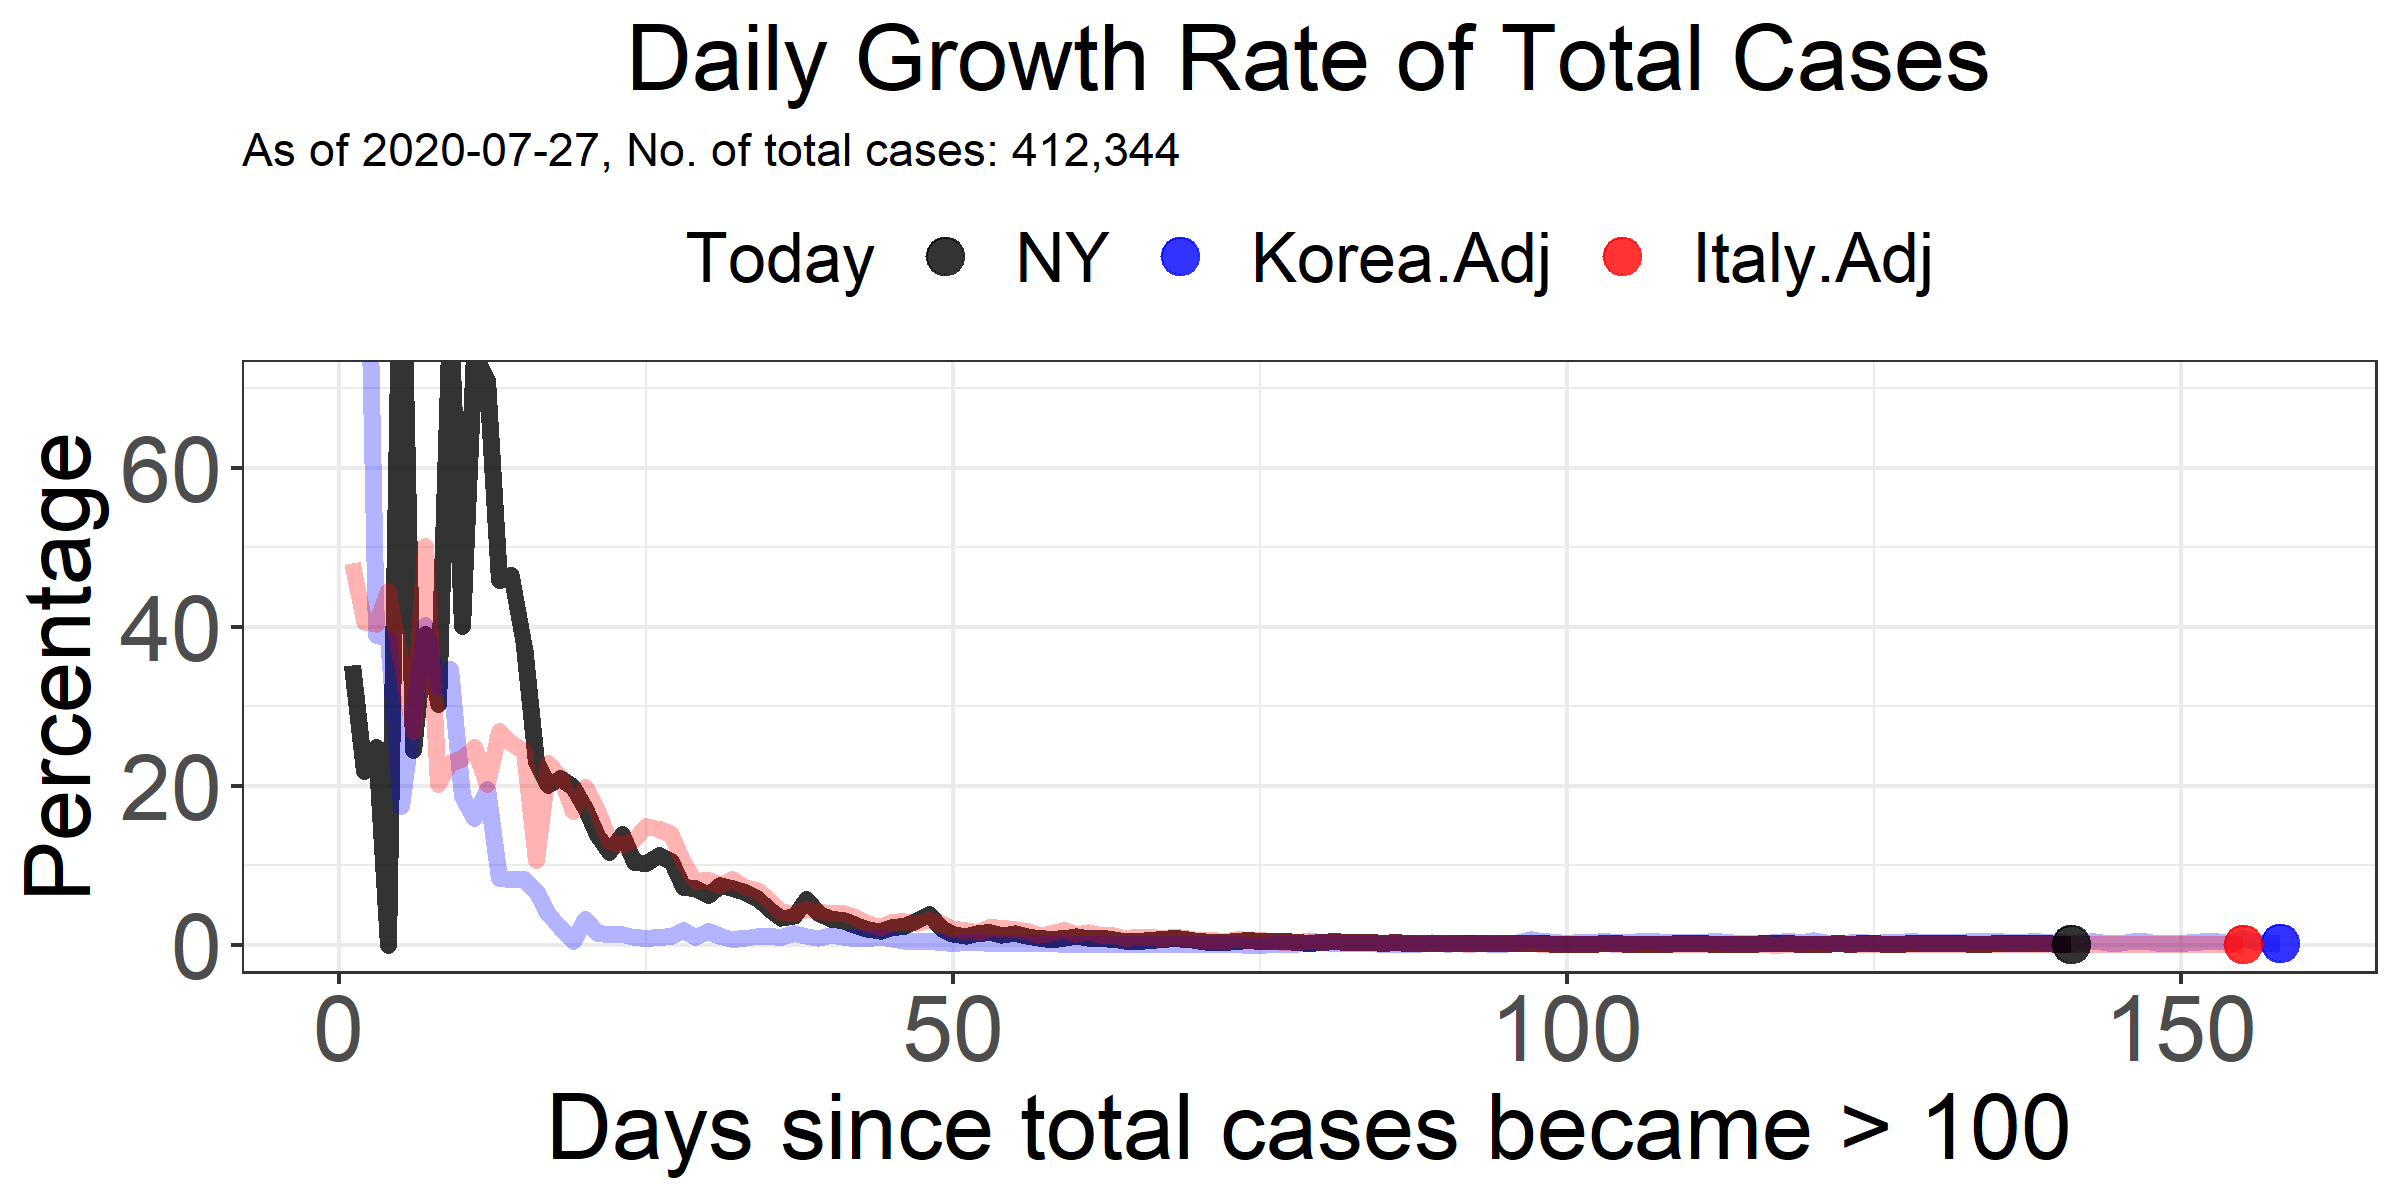 Daily Growth Rate of Total Cases
As of 2020-07-27, No. of total cases: 412,344
Today NY Korea.Adj Italy.Adj
Percentage
60
40
20
0
0 50 100 150
Days since total cases became > 100